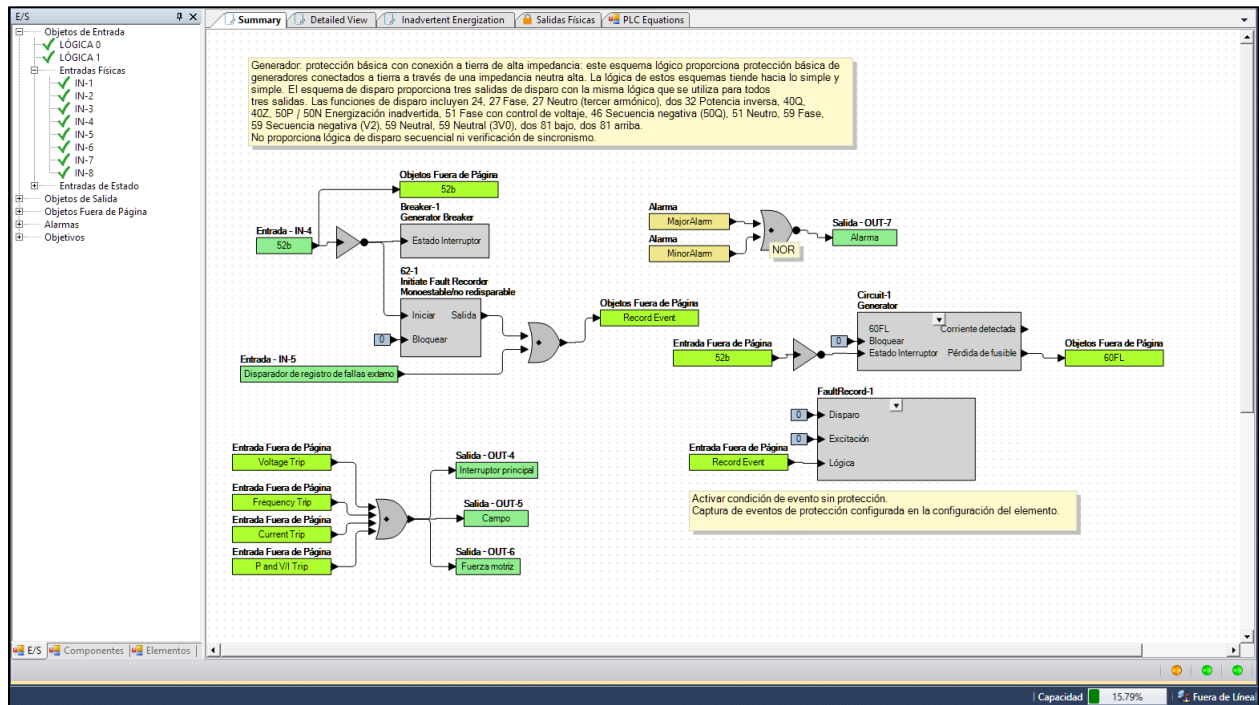 E/S
Objetos de Entrada
LÓGICA 0
LÓGICA 1
Entradas Físicas
IN-1
IN-2
IN-3
IN-4
IN-5
IN-6
IN-7
IN-8
Entradas de Estado
Objetos de Salida
Objetos Fuera de Página
Alarmas
Objetivos
E/S
Componentes
Elementos
Summary
Detailed View
Inadvertent Energization
Salidas Físicas
PLC Equations
Generador: protección básica con conexión a tierra de alta impedancia: este esquema lógico proporciona protección básica de
generadores conectados a tierra a través de una impedancia neutra alta. La lógica de estos esquemas tiende hacia lo simple y
simple. El esquema de disparo proporciona tres salidas de disparo con la misma lógica que se utiliza para todos
tres salidas. Las funciones de disparo incluyen 24, 27 Fase, 27 Neutro (tercer armónico), dos 32 Potencia inversa, 40Q,
40Z, 50P / 50N Energización inadvertida, 51 Fase con control de voltaje, 46 Secuencia negativa (50Q), 51 Neutro, 59 Fase,
59 Secuencia negativa (V2), 59 Neutral, 59 Neutral (3V0), dos 81 bajo, dos 81 arriba.
No proporciona lógica de disparo secuencial ni verificación de sincronismo.
Objetos Fuera de Página
52b
Entrada - IN-4
52b
Breaker-1
Generator Breaker
Estado Interruptor
62-1
Initiate Fault Recorder
Monoestable/no redisparable
Iniciar
Salida
0
Bloquear
Entrada - IN-5
Disparador de registro de fallas externo
Objetos Fuera de Página
Record Event
Alarma
MajorAlarm
Alarma
MinorAlarm
NOR
Salida - OUT-7
Alarma
Entrada Fuera de Página
52b
Circuit-1
Generator
60FL
Corriente detectada
0
Bloquear
Estado Interruptor
Pérdida de fusible
Objetos Fuera de Página
60FL
FaultRecord-1
0
Disparo
0
Excitación
Entrada Fuera de Página
Record Event
Lógica
Activar condición de evento sin protección.
Captura de eventos de protección configurada en la configuración del elemento.
Entrada Fuera de Página
Voltage Trip
Entrada Fuera de Página
Frequency Trip
Entrada Fuera de Página
Current Trip
Entrada Fuera de Página
P and V/I Trip
Salida - OUT-4
Interruptor principal
Salida - OUT-5
Campo
Salida - OUT-6
Fuerza motriz
Capacidad
15.79%
Fuera de Línea